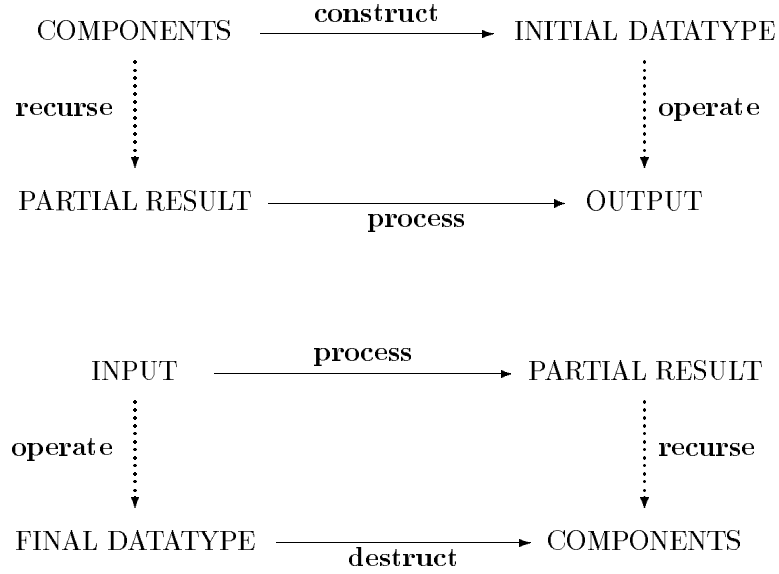 construct
COMPONENTS INITIAL DATATYPE
recurse operate
PARTIAL RESULT OUTPUT
process
process
INPUT PARTIAL RESULT
operate recurse
FINAL DATATYPE COMPONENTS
destruct